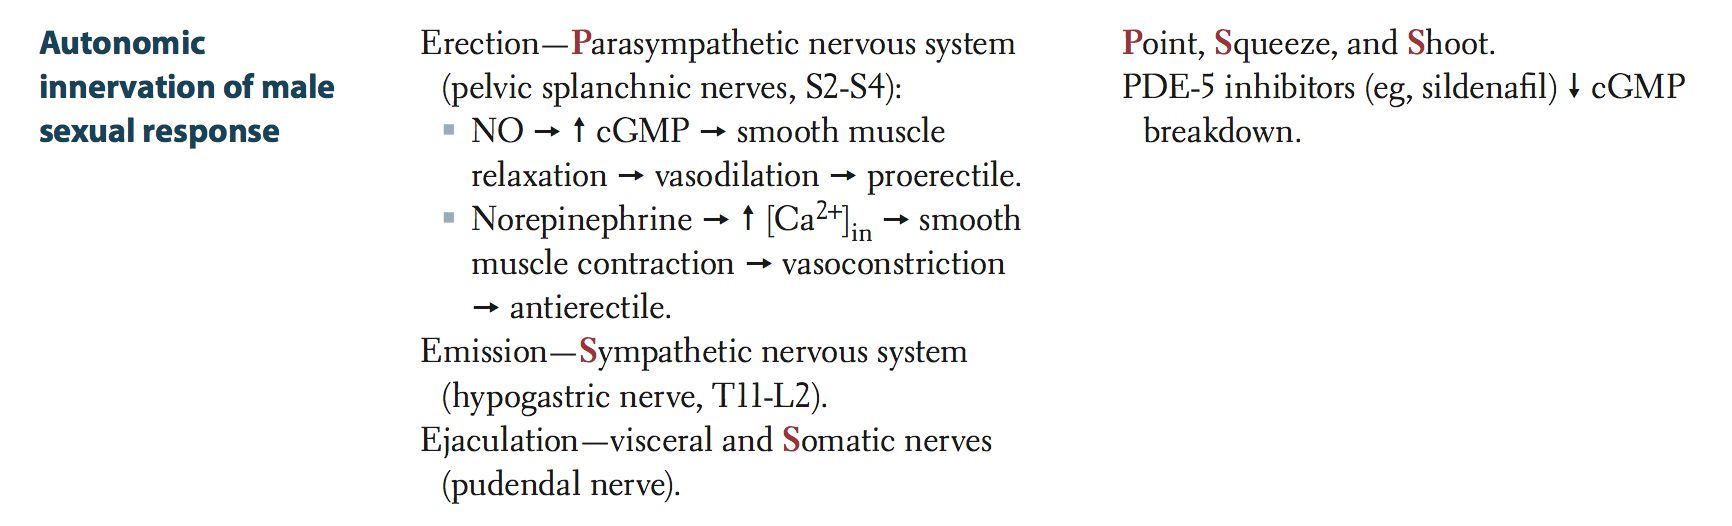 Autonomic
innervation of male
sexual response
Erection—Parasympathetic nervous system
(pelvic splanchnic nerves, S2-S4):
▪ NO → ↑ cGMP → smooth muscle
relaxation → vasodilation → proerectile.
▪ Norepinephrine → ↑ [Ca²⁺]in → smooth
muscle contraction → vasoconstriction
→ antierectile.
Emission—Sympathetic nervous system
(hypogastric nerve, T11-L2).
Ejaculation—visceral and Somatic nerves
(pudendal nerve).
Point, Squeeze, and Shoot.
PDE-5 inhibitors (eg, sildenafil) ↓ cGMP
breakdown.